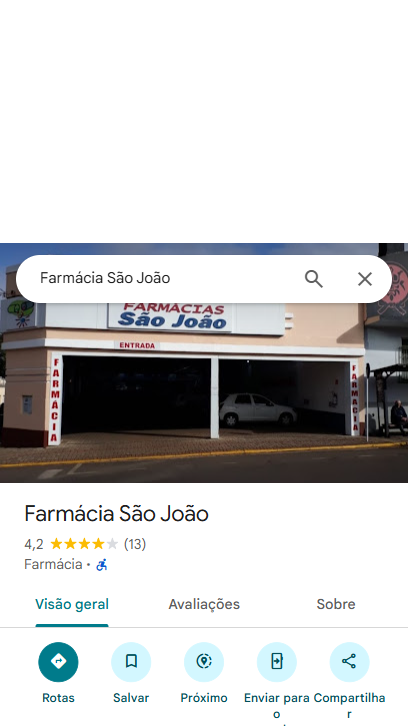 Farmácia São João
FARMÁCIAS
São João
ENTRADA
FARMÁCIA
FARMÁCIA
Farmácia São João
4,2 (13)
Farmácia ·
Visão geral
Avaliações
Sobre
Rotas
Salvar
Próximo
Enviar para
o
Compartilha
r